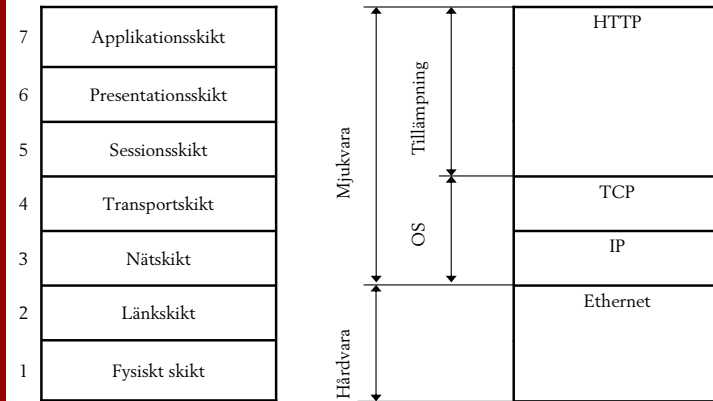 7 Applikationsskikt
6 Presentationsskikt
5 Sessionsskikt
4 Transportskikt
3 Nätskikt
2 Länkskikt
1 Fysiskt skikt
Mjukvara
Hårdvara
Tillämpning
OS
HTTP
TCP
IP
Ethernet